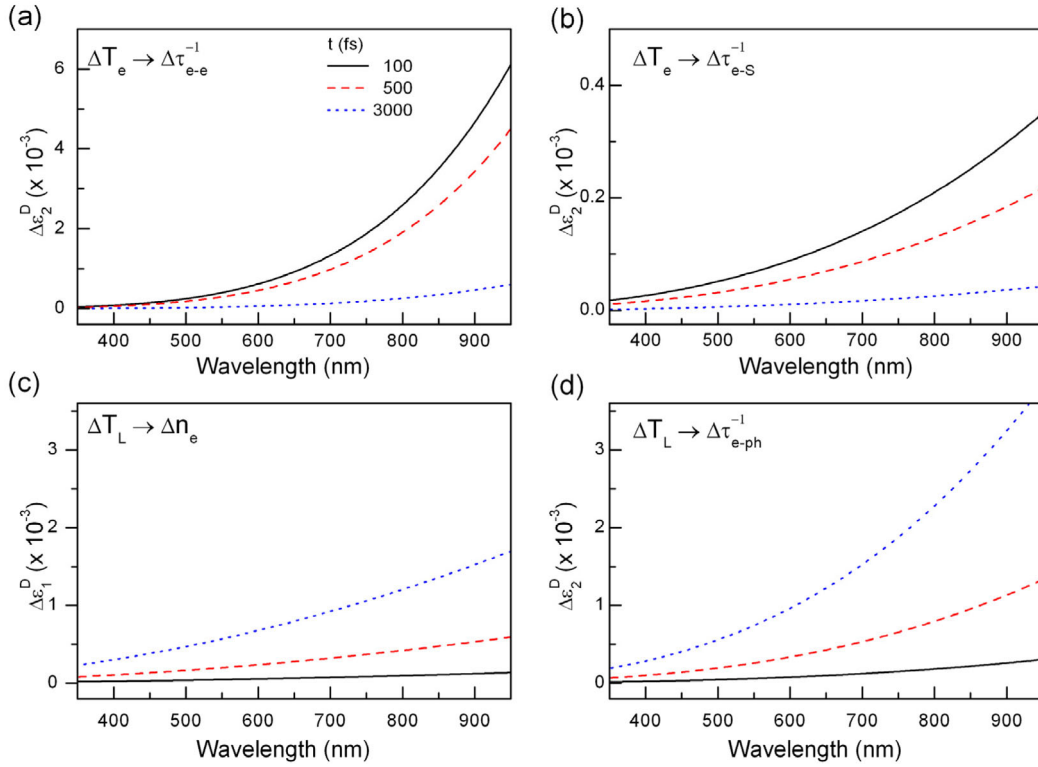 (a)
ΔT_e → Δτ_{e-e}^{-1}
t (fs)
100
500
3000
6
4
2
0
Δε_2^D (x 10^{-3})
400 500 600 700 800 900
Wavelength (nm)
(b)
ΔT_e → Δτ_{e-S}^{-1}
0.4
0.2
0.0
Δε_2^D (x 10^{-3})
400 500 600 700 800 900
Wavelength (nm)
(c)
ΔT_L → Δn_e
3
2
1
0
Δε_1^D (x 10^{-3})
400 500 600 700 800 900
Wavelength (nm)
(d)
ΔT_L → Δτ_{e-ph}^{-1}
3
2
1
0
Δε_2^D (x 10^{-3})
400 500 600 700 800 900
Wavelength (nm)